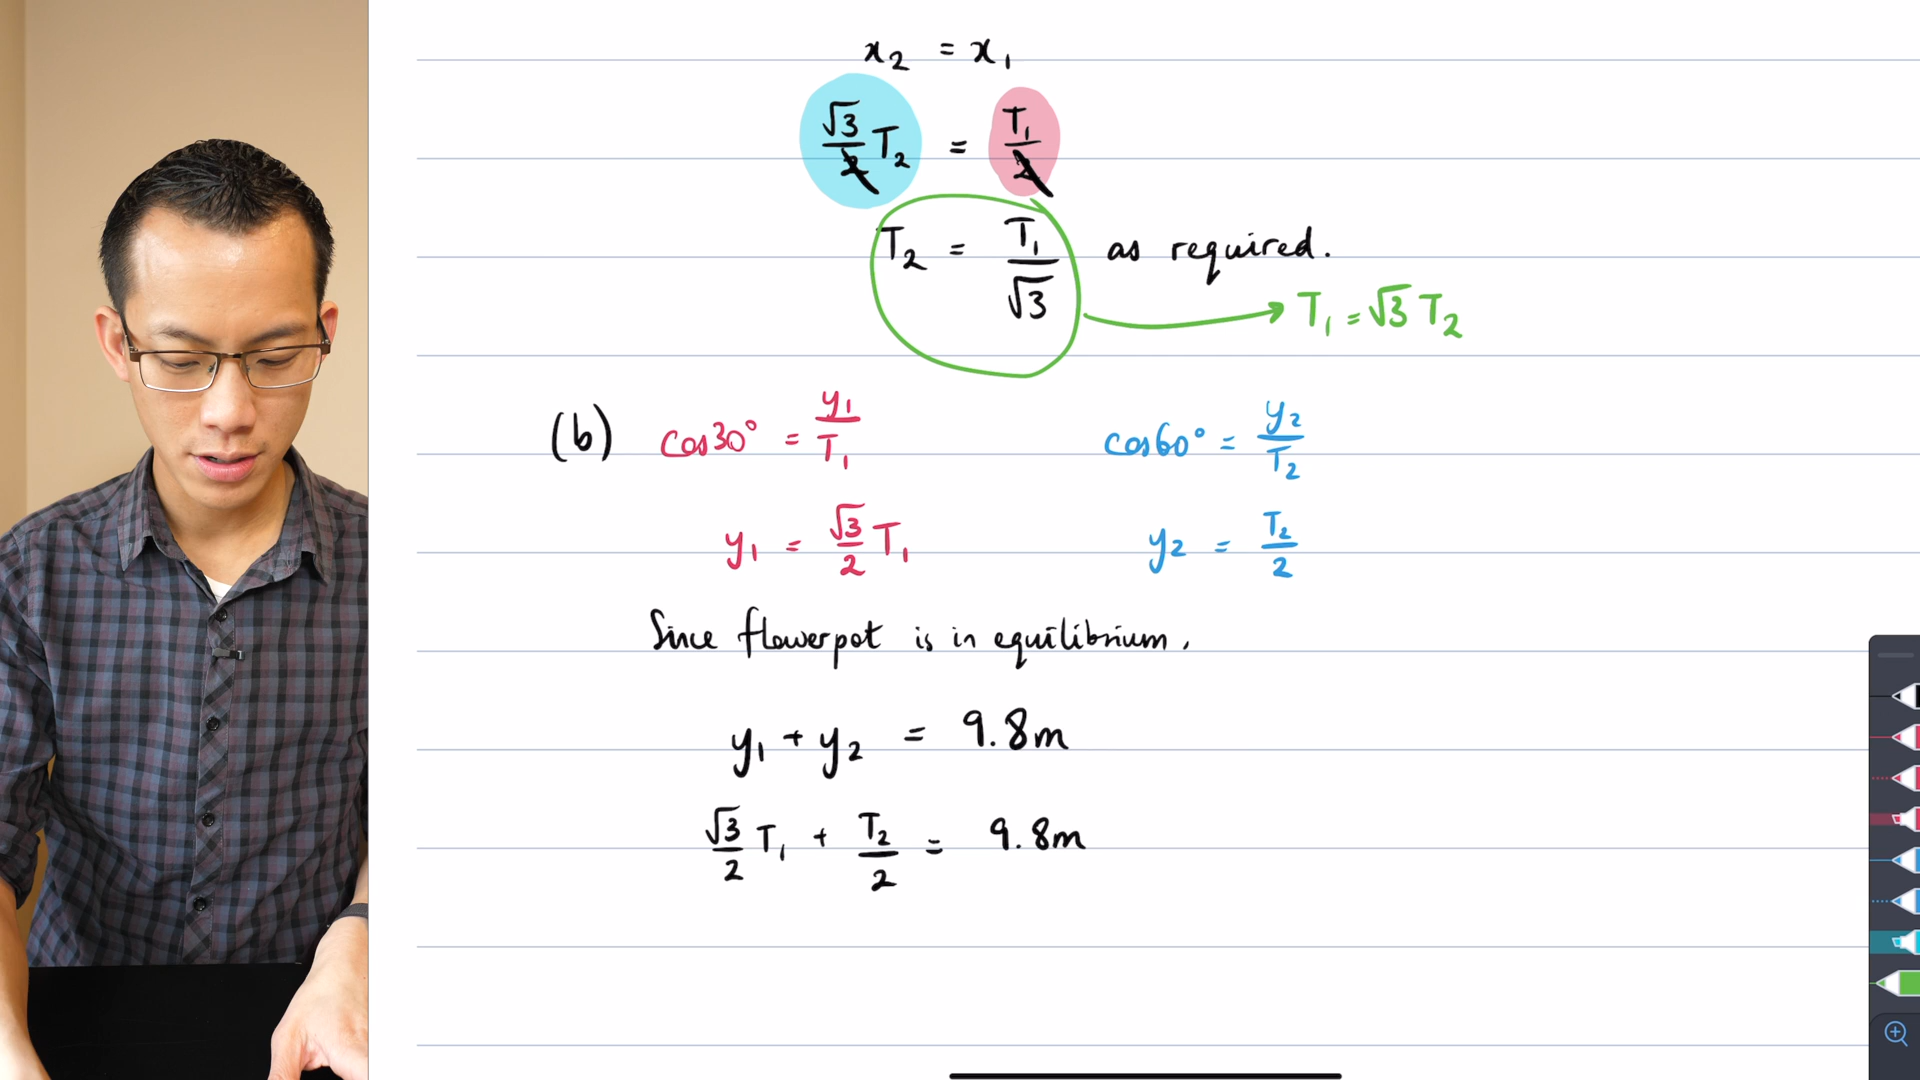 x₂ = x₁
√3/2 T₂ = T₁/2
T₂ = T₁/√3 as required.
T₁ = √3 T₂
(b) cos30° = y₁/T₁ cos60° = y₂/T₂
y₁ = √3/2 T₁ y₂ = T₂/2
Since flowerpot is in equilibrium,
y₁ + y₂ = 9.8m
√3/2 T₁ + T₂/2 = 9.8m